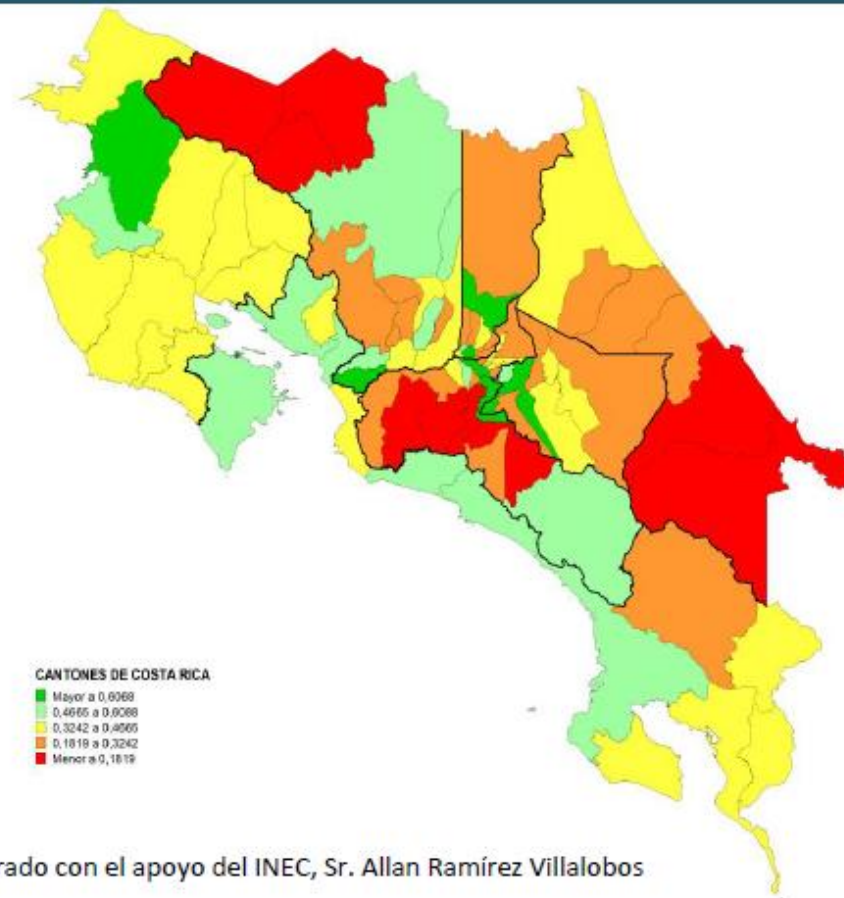 CANTONES DE COSTA RICA
Mayor a 0,6068
0,4665 a 0,6068
0,3242 a 0,4665
0,1819 a 0,3242
Menor a 0,1819
rado con el apoyo del INEC, Sr. Allan Ramírez Villalobos